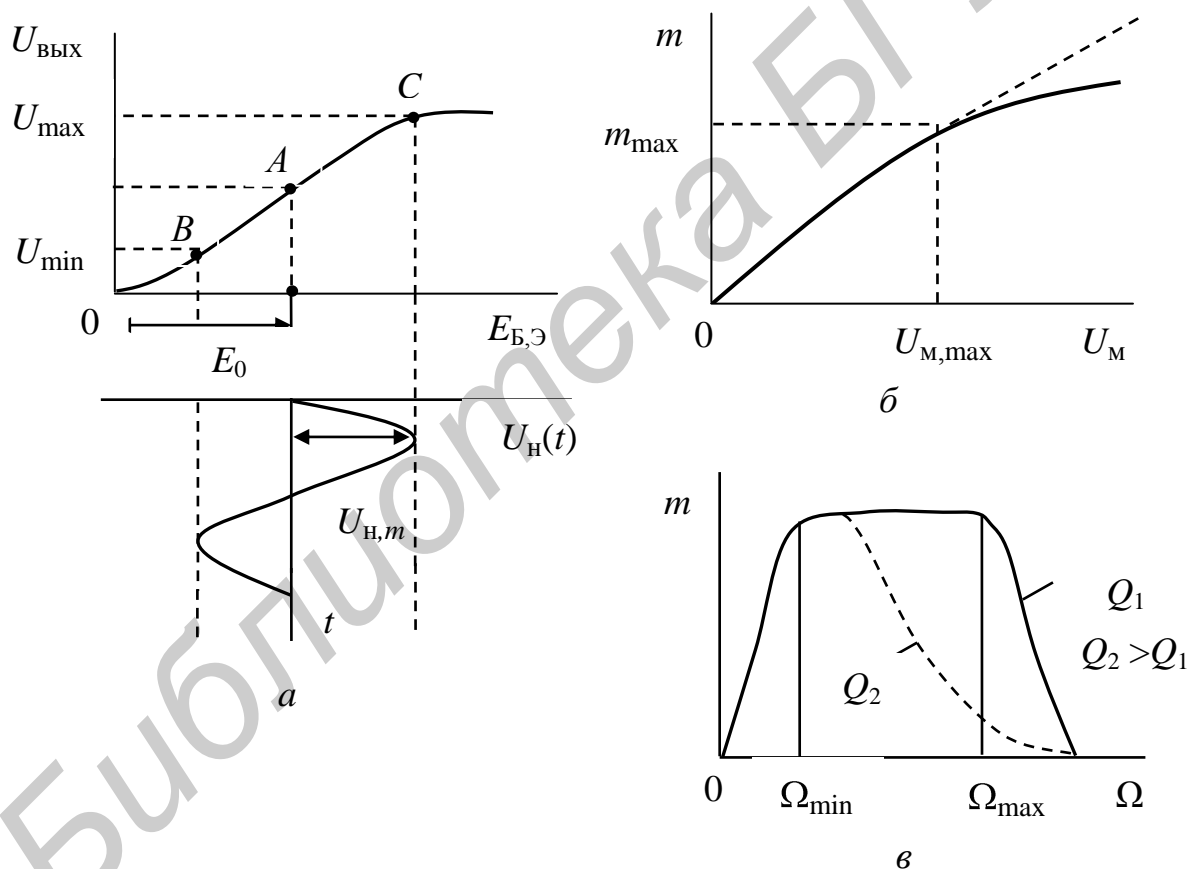 U_вых
U_max
C
A
B
U_min
0
E_Б,Э
E_0
U_н(t)
U_н,m
t
а
m
m_max
0
U_м,max
U_м
б
m
Q_1
Q_2 >Q_1
Q_2
0
Ω_min
Ω_max
Ω
в
Библиотека БГ